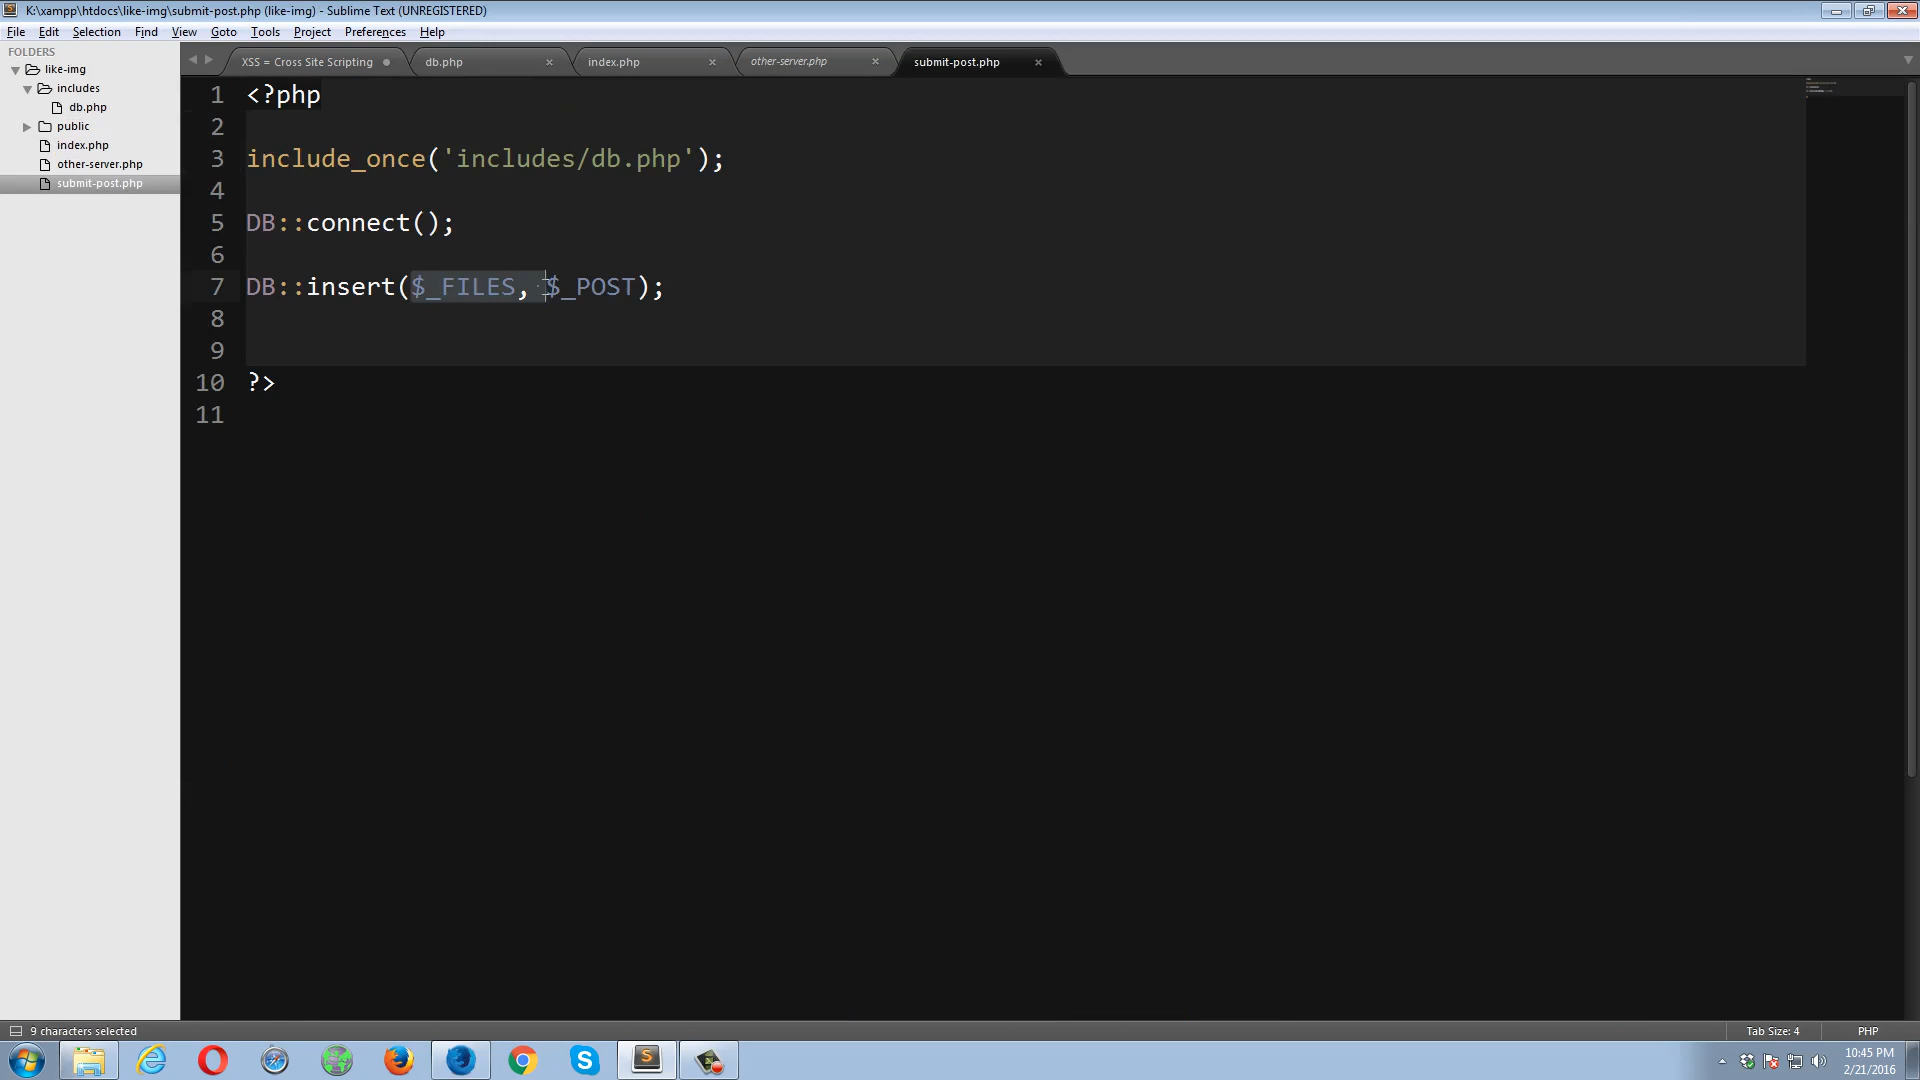 K:\xampp\htdocs\like-img\submit-post.php (like-img) - Sublime Text (UNREGISTERED)
File Edit Selection Find View Goto Tools Project Preferences Help
FOLDERS
like-img
includes
db.php
public
index.php
other-server.php
submit-post.php
XSS = Cross Site Scripting
db.php
index.php
other-server.php
submit-post.php
1 <?php
2
3 include_once('includes/db.php');
4
5 DB::connect();
6
7 DB::insert($_FILES, $_POST);
8
9
10 ?>
11
9 characters selected
Tab Size: 4
PHP
10:45 PM
2/21/2016